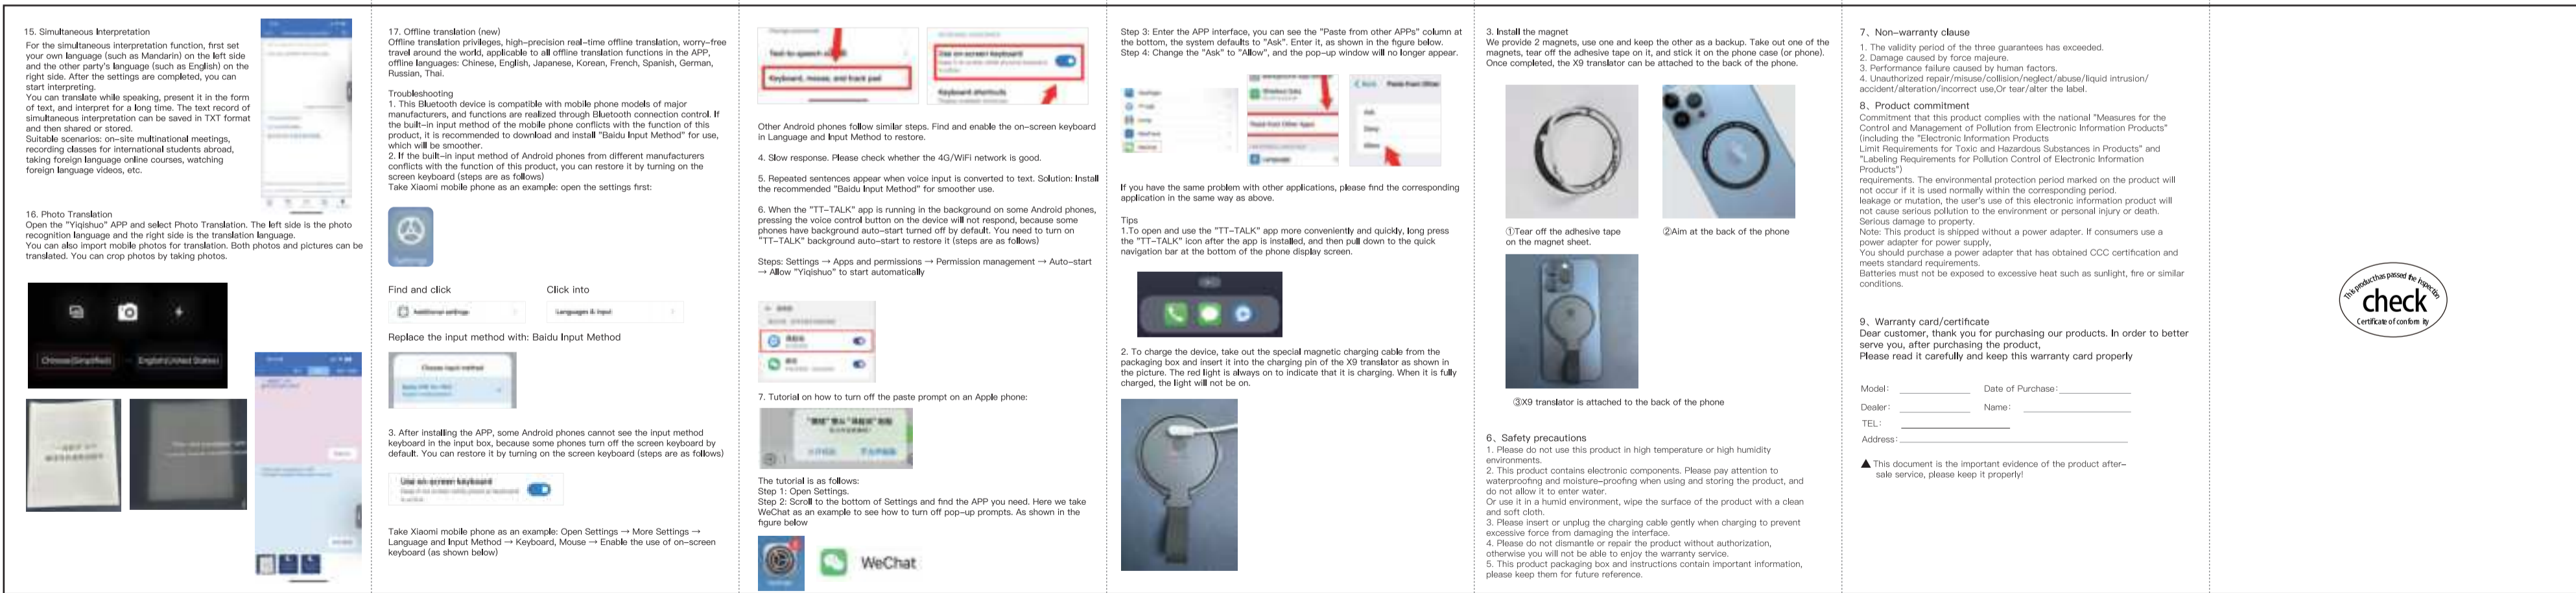 15. Simultaneous Interpretation
For the simultaneous interpretation function, first set
your own language (such as Mandarin) on the left side
and the other party's language (such as English) on the
right side. After the settings are completed, you can
start interpreting.
You can translate while speaking, present it in the form
of text, and interpret for a long time. The text record of
simultaneous interpretation can be saved in TXT format
and then shared or stored.
Suitable scenarios: on-site multinational meetings,
recording classes for international students abroad,
taking foreign language online courses, watching
foreign language videos, etc.
16. Photo Translation
Open the "Yiqishuo" APP and select Photo Translation. The left side is the photo
recognition language and the right side is the translation language.
You can also import mobile photos for translation. Both photos and pictures can be
translated. You can crop photos by taking photos.
Chinese(Simplified)
English(United States)
17. Offline translation (new)
Offline translation privileges, high-precision real-time offline translation, worry-free
travel around the world, applicable to all offline translation functions in the APP,
offline languages: Chinese, English, Japanese, Korean, French, Spanish, German,
Russian, Thai.
Troubleshooting
1. This Bluetooth device is compatible with mobile phone models of major
manufacturers, and functions are realized through Bluetooth connection control. If
the built-in input method of the mobile phone conflicts with the function of this
product, it is recommended to download and install "Baidu Input Method" for use,
which will be smoother.
2. If the built-in input method of Android phones from different manufacturers
conflicts with the function of this product, you can restore it by turning on the
screen keyboard (steps are as follows)
Take Xiaomi mobile phone as an example: open the settings first:
Settings
Find and click
Click into
Additional settings
Languages & input
Replace the input method with: Baidu Input Method
Choose input method
3. After installing the APP, some Android phones cannot see the input method
keyboard in the input box, because some phones turn off the screen keyboard by
default. You can restore it by turning on the screen keyboard (steps are as follows)
Use on-screen keyboard
Take Xiaomi mobile phone as an example: Open Settings → More Settings →
Language and Input Method → Keyboard, Mouse → Enable the use of on-screen
keyboard (as shown below)
Text-to-speech
Keyboard, mouse, and track pad
Use on-screen keyboard
Keyboard shortcuts
Other Android phones follow similar steps. Find and enable the on-screen keyboard
in Language and Input Method to restore.
4. Slow response. Please check whether the 4G/WiFi network is good.
5. Repeated sentences appear when voice input is converted to text. Solution: Install
the recommended "Baidu Input Method" for smoother use.
6. When the "TT-TALK" app is running in the background on some Android phones,
pressing the voice control button on the device will not respond, because some
phones have background auto-start turned off by default. You need to turn on
"TT-TALK" background auto-start to restore it (steps are as follows)
Steps: Settings → Apps and permissions → Permission management → Auto-start
→ Allow "Yiqishuo" to start automatically
7. Tutorial on how to turn off the paste prompt on an Apple phone:
The tutorial is as follows:
Step 1: Open Settings.
Step 2: Scroll to the bottom of Settings and find the APP you need. Here we take
WeChat as an example to see how to turn off pop-up prompts. As shown in the
figure below
WeChat
Step 3: Enter the APP interface, you can see the "Paste from other APPs" column at
the bottom, the system defaults to "Ask". Enter it, as shown in the figure below.
Step 4: Change the "Ask" to "Allow", and the pop-up window will no longer appear.
Paste from Other Apps
Language
Back
Paste from Other
Ask
Deny
Allow
If you have the same problem with other applications, please find the corresponding
application in the same way as above.
Tips
1.To open and use the "TT-TALK" app more conveniently and quickly, long press
the "TT-TALK" icon after the app is installed, and then pull down to the quick
navigation bar at the bottom of the phone display screen.
2. To charge the device, take out the special magnetic charging cable from the
packaging box and insert it into the charging pin of the X9 translator as shown in
the picture. The red light is always on to indicate that it is charging. When it is fully
charged, the light will not be on.
3. Install the magnet
We provide 2 magnets, use one and keep the other as a backup. Take out one of the
magnets, tear off the adhesive tape on it, and stick it on the phone case (or phone).
Once completed, the X9 translator can be attached to the back of the phone.
①Tear off the adhesive tape
on the magnet sheet.
②Aim at the back of the phone
③X9 translator is attached to the back of the phone
6、Safety precautions
1. Please do not use this product in high temperature or high humidity
environments.
2. This product contains electronic components. Please pay attention to
waterproofing and moisture-proofing when using and storing the product, and
do not allow it to enter water.
Or use it in a humid environment, wipe the surface of the product with a clean
and soft cloth.
3. Please insert or unplug the charging cable gently when charging to prevent
excessive force from damaging the interface.
4. Please do not dismantle or repair the product without authorization,
otherwise you will not be able to enjoy the warranty service.
5. This product packaging box and instructions contain important information,
please keep them for future reference.
7、Non-warranty clause
1. The validity period of the three guarantees has exceeded.
2. Damage caused by force majeure.
3. Performance failure caused by human factors.
4. Unauthorized repair/misuse/collision/neglect/abuse/liquid intrusion/
accident/alteration/incorrect use,Or tear/alter the label.
8、Product commitment
Commitment that this product complies with the national "Measures for the
Control and Management of Pollution from Electronic Information Products"
(including the "Electronic Information Products
Limit Requirements for Toxic and Hazardous Substances in Products" and
"Labeling Requirements for Pollution Control of Electronic Information
Products")
requirements. The environmental protection period marked on the product will
not occur if it is used normally within the corresponding period.
leakage or mutation, the user's use of this electronic information product will
not cause serious pollution to the environment or personal injury or death.
Serious damage to property.
Note: This product is shipped without a power adapter. If consumers use a
power adapter for power supply,
You should purchase a power adapter that has obtained CCC certification and
meets standard requirements.
Batteries must not be exposed to excessive heat such as sunlight, fire or similar
conditions.
9、Warranty card/certificate
Dear customer, thank you for purchasing our products. In order to better
serve you, after purchasing the product,
Please read it carefully and keep this warranty card properly
Model:
Date of Purchase:
Dealer:
Name:
TEL:
Address:
▲ This document is the important evidence of the product after-
sale service, please keep it properly!
This product has passed the inspection
check
Certificate of conformity